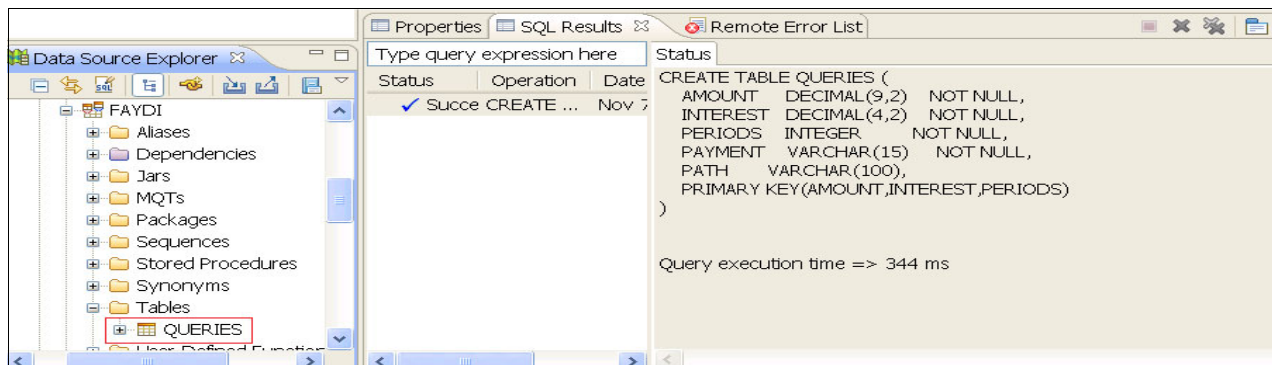 Properties SQL Results Remote Error List
Data Source Explorer
Type query expression here Status
Status Operation Date
Succe CREATE ... Nov
FAYDI
Aliases
Dependencies
Jars
MQTs
Packages
Sequences
Stored Procedures
Synonyms
Tables
QUERIES
CREATE TABLE QUERIES (
AMOUNT DECIMAL(9,2) NOT NULL,
INTEREST DECIMAL(4,2) NOT NULL,
PERIODS INTEGER NOT NULL,
PAYMENT VARCHAR(15) NOT NULL,
PATH VARCHAR(100),
PRIMARY KEY(AMOUNT,INTEREST,PERIODS)
)
Query execution time => 344 ms